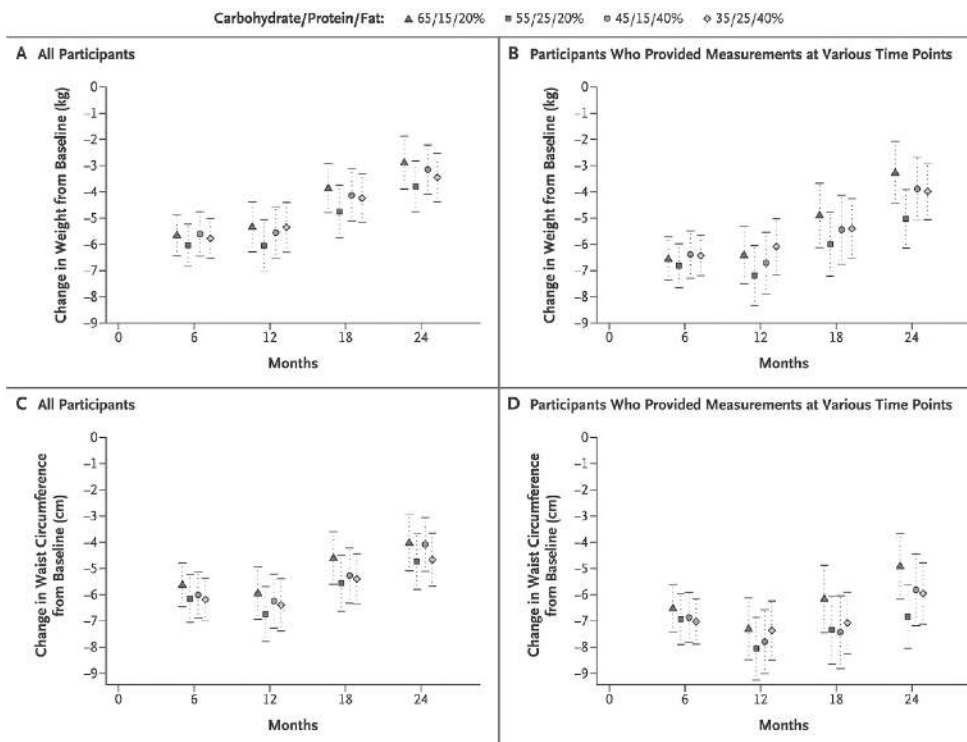 Carbohydrate/Protein/Fat: 65/15/20% 55/25/20% 45/15/40% 35/25/40%
A All Participants
Change in Weight from Baseline (kg)
0
–1
–2
–3
–4
–5
–6
–7
–8
–9
0 6 12 18 24
Months
B Participants Who Provided Measurements at Various Time Points
Change in Weight from Baseline (kg)
0
–1
–2
–3
–4
–5
–6
–7
–8
–9
0 6 12 18 24
Months
C All Participants
Change in Waist Circumference
from Baseline (cm)
0
–1
–2
–3
–4
–5
–6
–7
–8
–9
0 6 12 18 24
Months
D Participants Who Provided Measurements at Various Time Points
Change in Waist Circumference
from Baseline (cm)
0
–1
–2
–3
–4
–5
–6
–7
–8
–9
0 6 12 18 24
Months